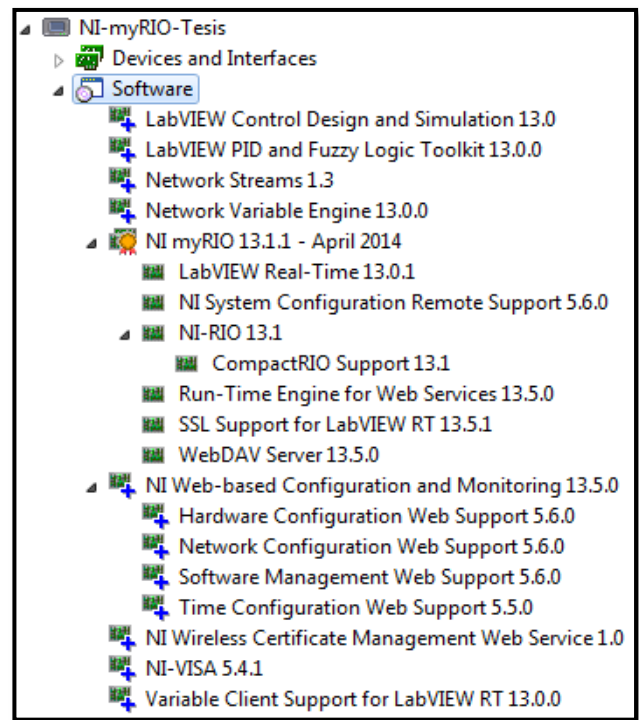 NI-myRIO-Tesis
Devices and Interfaces
Software
LabVIEW Control Design and Simulation 13.0
LabVIEW PID and Fuzzy Logic Toolkit 13.0.0
Network Streams 1.3
Network Variable Engine 13.0.0
NI myRIO 13.1.1 - April 2014
LabVIEW Real-Time 13.0.1
NI System Configuration Remote Support 5.6.0
NI-RIO 13.1
CompactRIO Support 13.1
Run-Time Engine for Web Services 13.5.0
SSL Support for LabVIEW RT 13.5.1
WebDAV Server 13.5.0
NI Web-based Configuration and Monitoring 13.5.0
Hardware Configuration Web Support 5.6.0
Network Configuration Web Support 5.6.0
Software Management Web Support 5.6.0
Time Configuration Web Support 5.5.0
NI Wireless Certificate Management Web Service 1.0
NI-VISA 5.4.1
Variable Client Support for LabVIEW RT 13.0.0